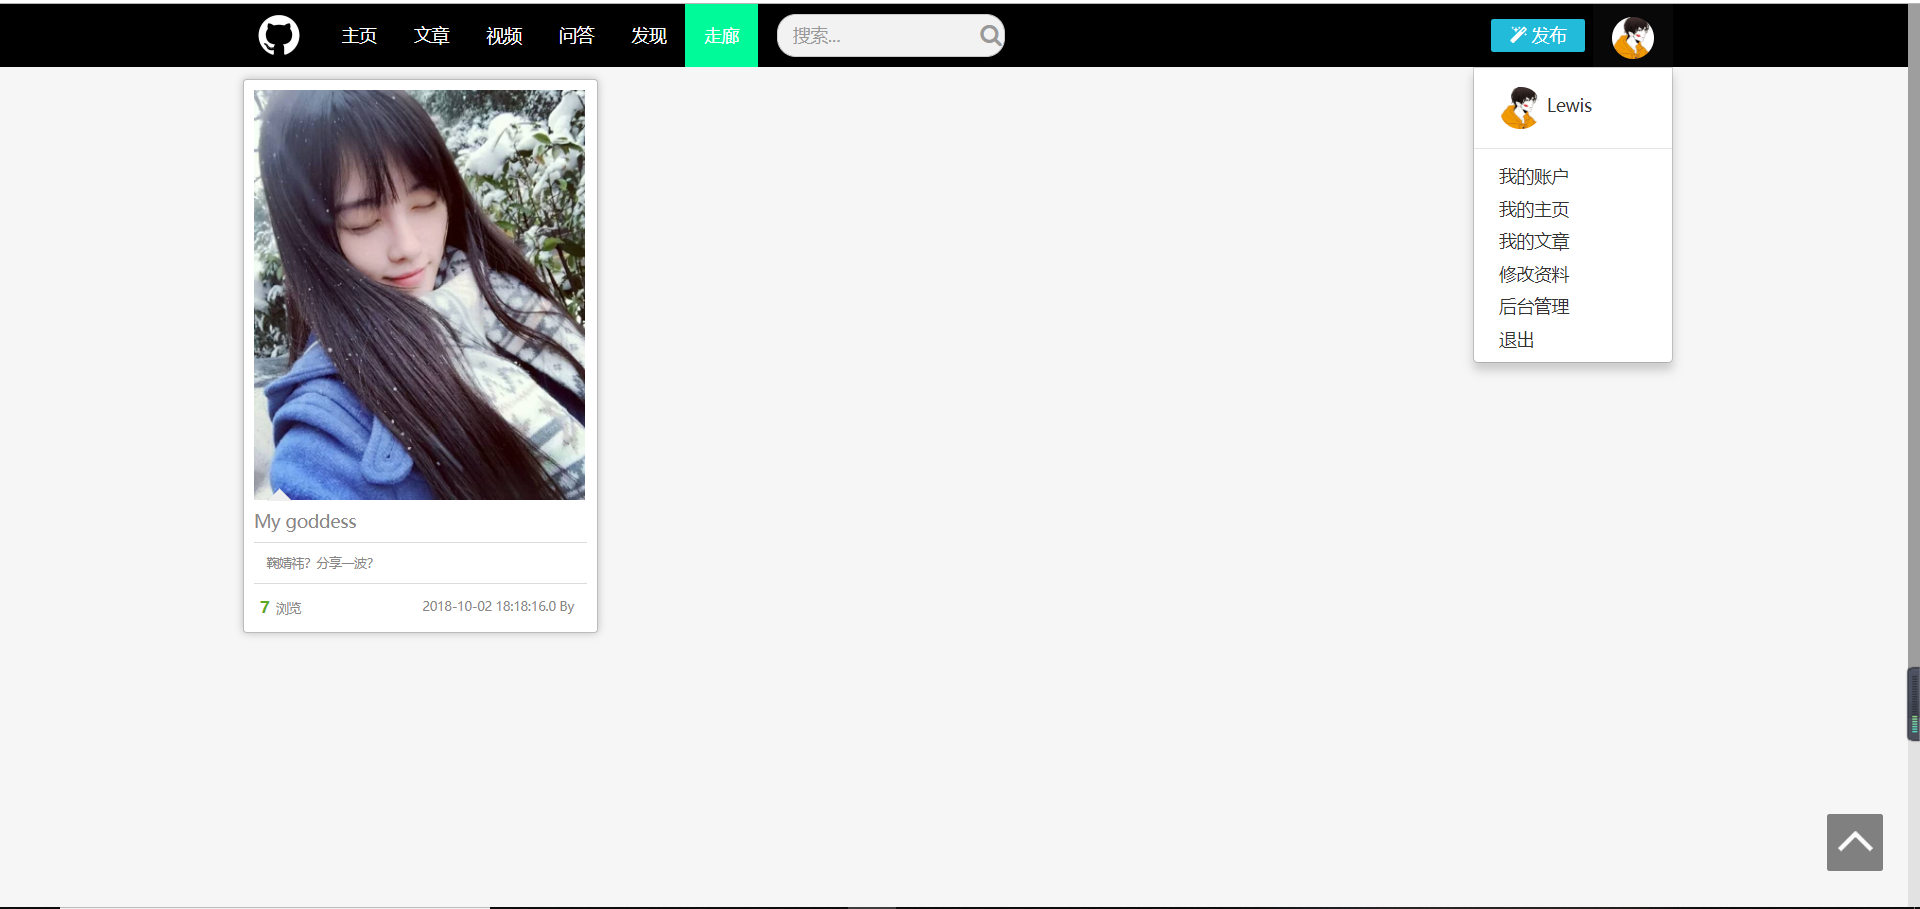 主页 文章 视频 问答 发现 走廊 搜索... 发布
Lewis
我的账户
我的主页
我的文章
修改资料
后台管理
退出
My goddess
鞠婧祎？分享一波？
7 浏览 2018-10-02 18:18:16.0 By